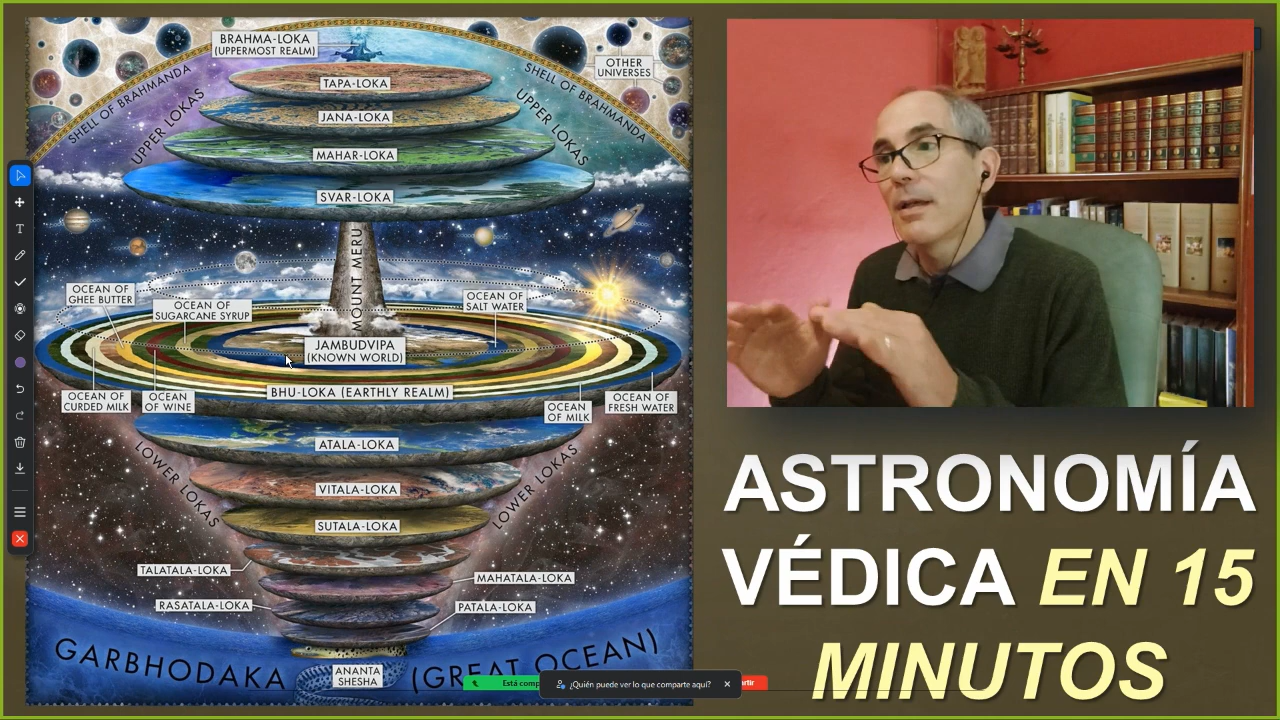 BRAHMA-LOKA
(UPPERMOST REALM)
OTHER
UNIVERSES
SHELL OF BRAHMANDA
SHELL OF BRAHMANDA
UPPER LOKAS
UPPER LOKAS
TAPA-LOKA
JANA-LOKA
MAHAR-LOKA
SVAR-LOKA
MOUNT MERU
OCEAN OF
GHEE BUTTER
OCEAN OF
SUGARCANE SYRUP
OCEAN OF
SALT WATER
JAMBUDVIPA
(KNOWN WORLD)
BHU-LOKA (EARTHLY REALM)
OCEAN OF
CURDED MILK
OCEAN
OF WINE
OCEAN
OF MILK
OCEAN OF
FRESH WATER
ATALA-LOKA
LOWER LOKAS
LOWER LOKAS
VITALA-LOKA
SUTALA-LOKA
TALATALA-LOKA
MAHATALA-LOKA
RASATALA-LOKA
PATALA-LOKA
GARBHODAKA (GREAT OCEAN)
ANANTA
SHESHA
Está comp
¿Quién puede ver lo que comparte aquí?
rtir
ASTRONOMÍA
VÉDICA EN 15
MINUTOS